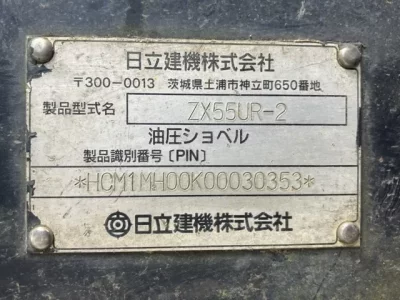 日立建機株式会社
〒300-0013 茨城県土浦市神立町650番地
製品型式名 ZX55UR-2
油圧ショベル
製品識別番号〔PIN〕
*HCM1MH00K00030353*
日立建機株式会社